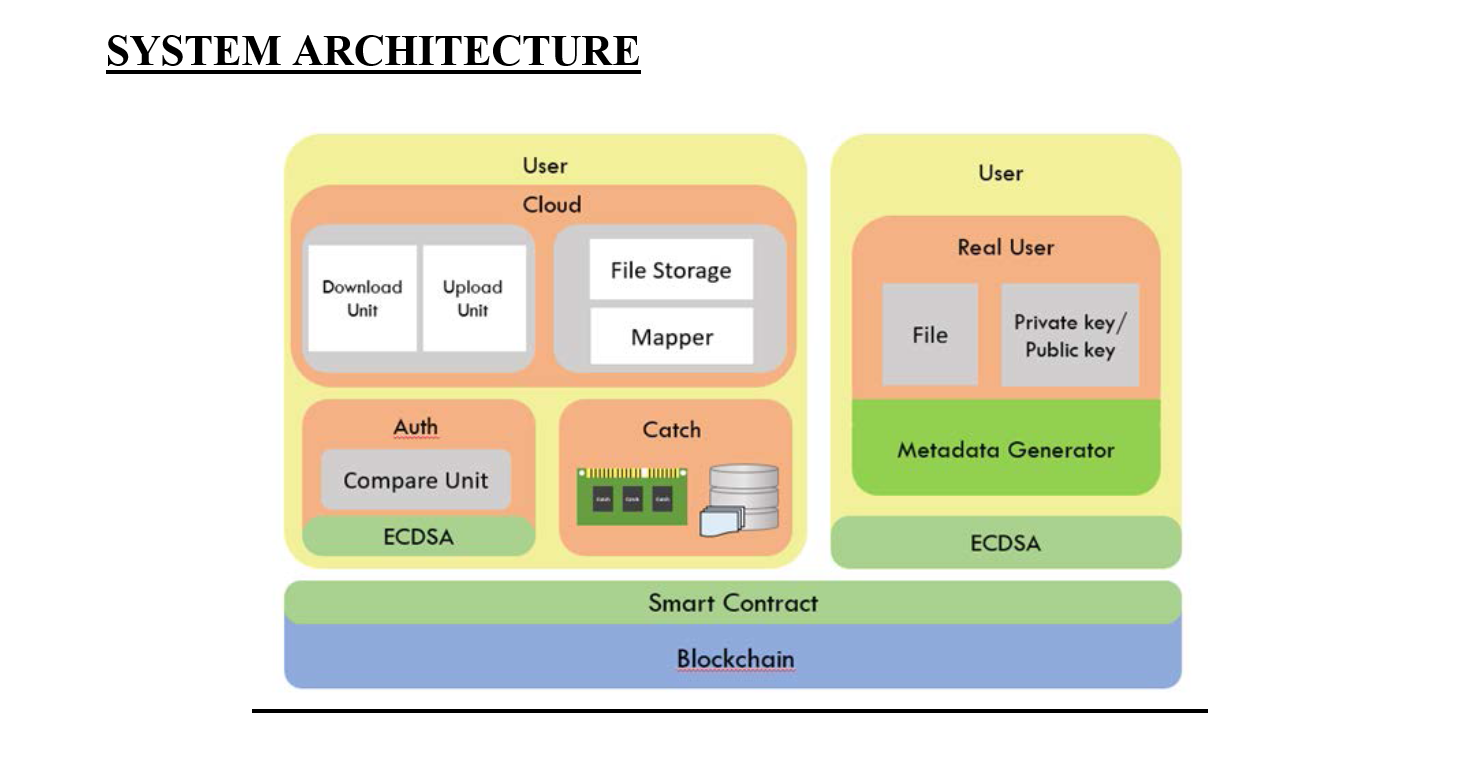 SYSTEM ARCHITECTURE
User
Cloud
Download
Unit
Upload
Unit
File Storage
Mapper
Auth
Compare Unit
ECDSA
Catch
Catch Catch Catch
User
Real User
File
Private key/
Public key
Metadada Generator
ECDSA
Smart Contract
Blockchain